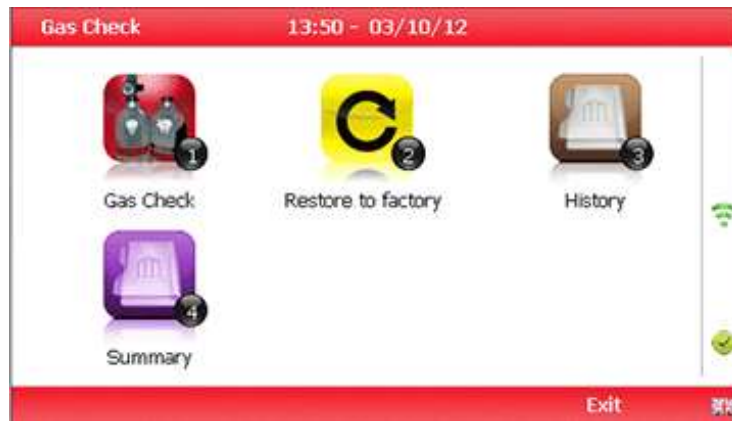 Gas Check 13:50 - 03/10/12
1 2 3
Gas Check Restore to factory History
4
Summary
Exit